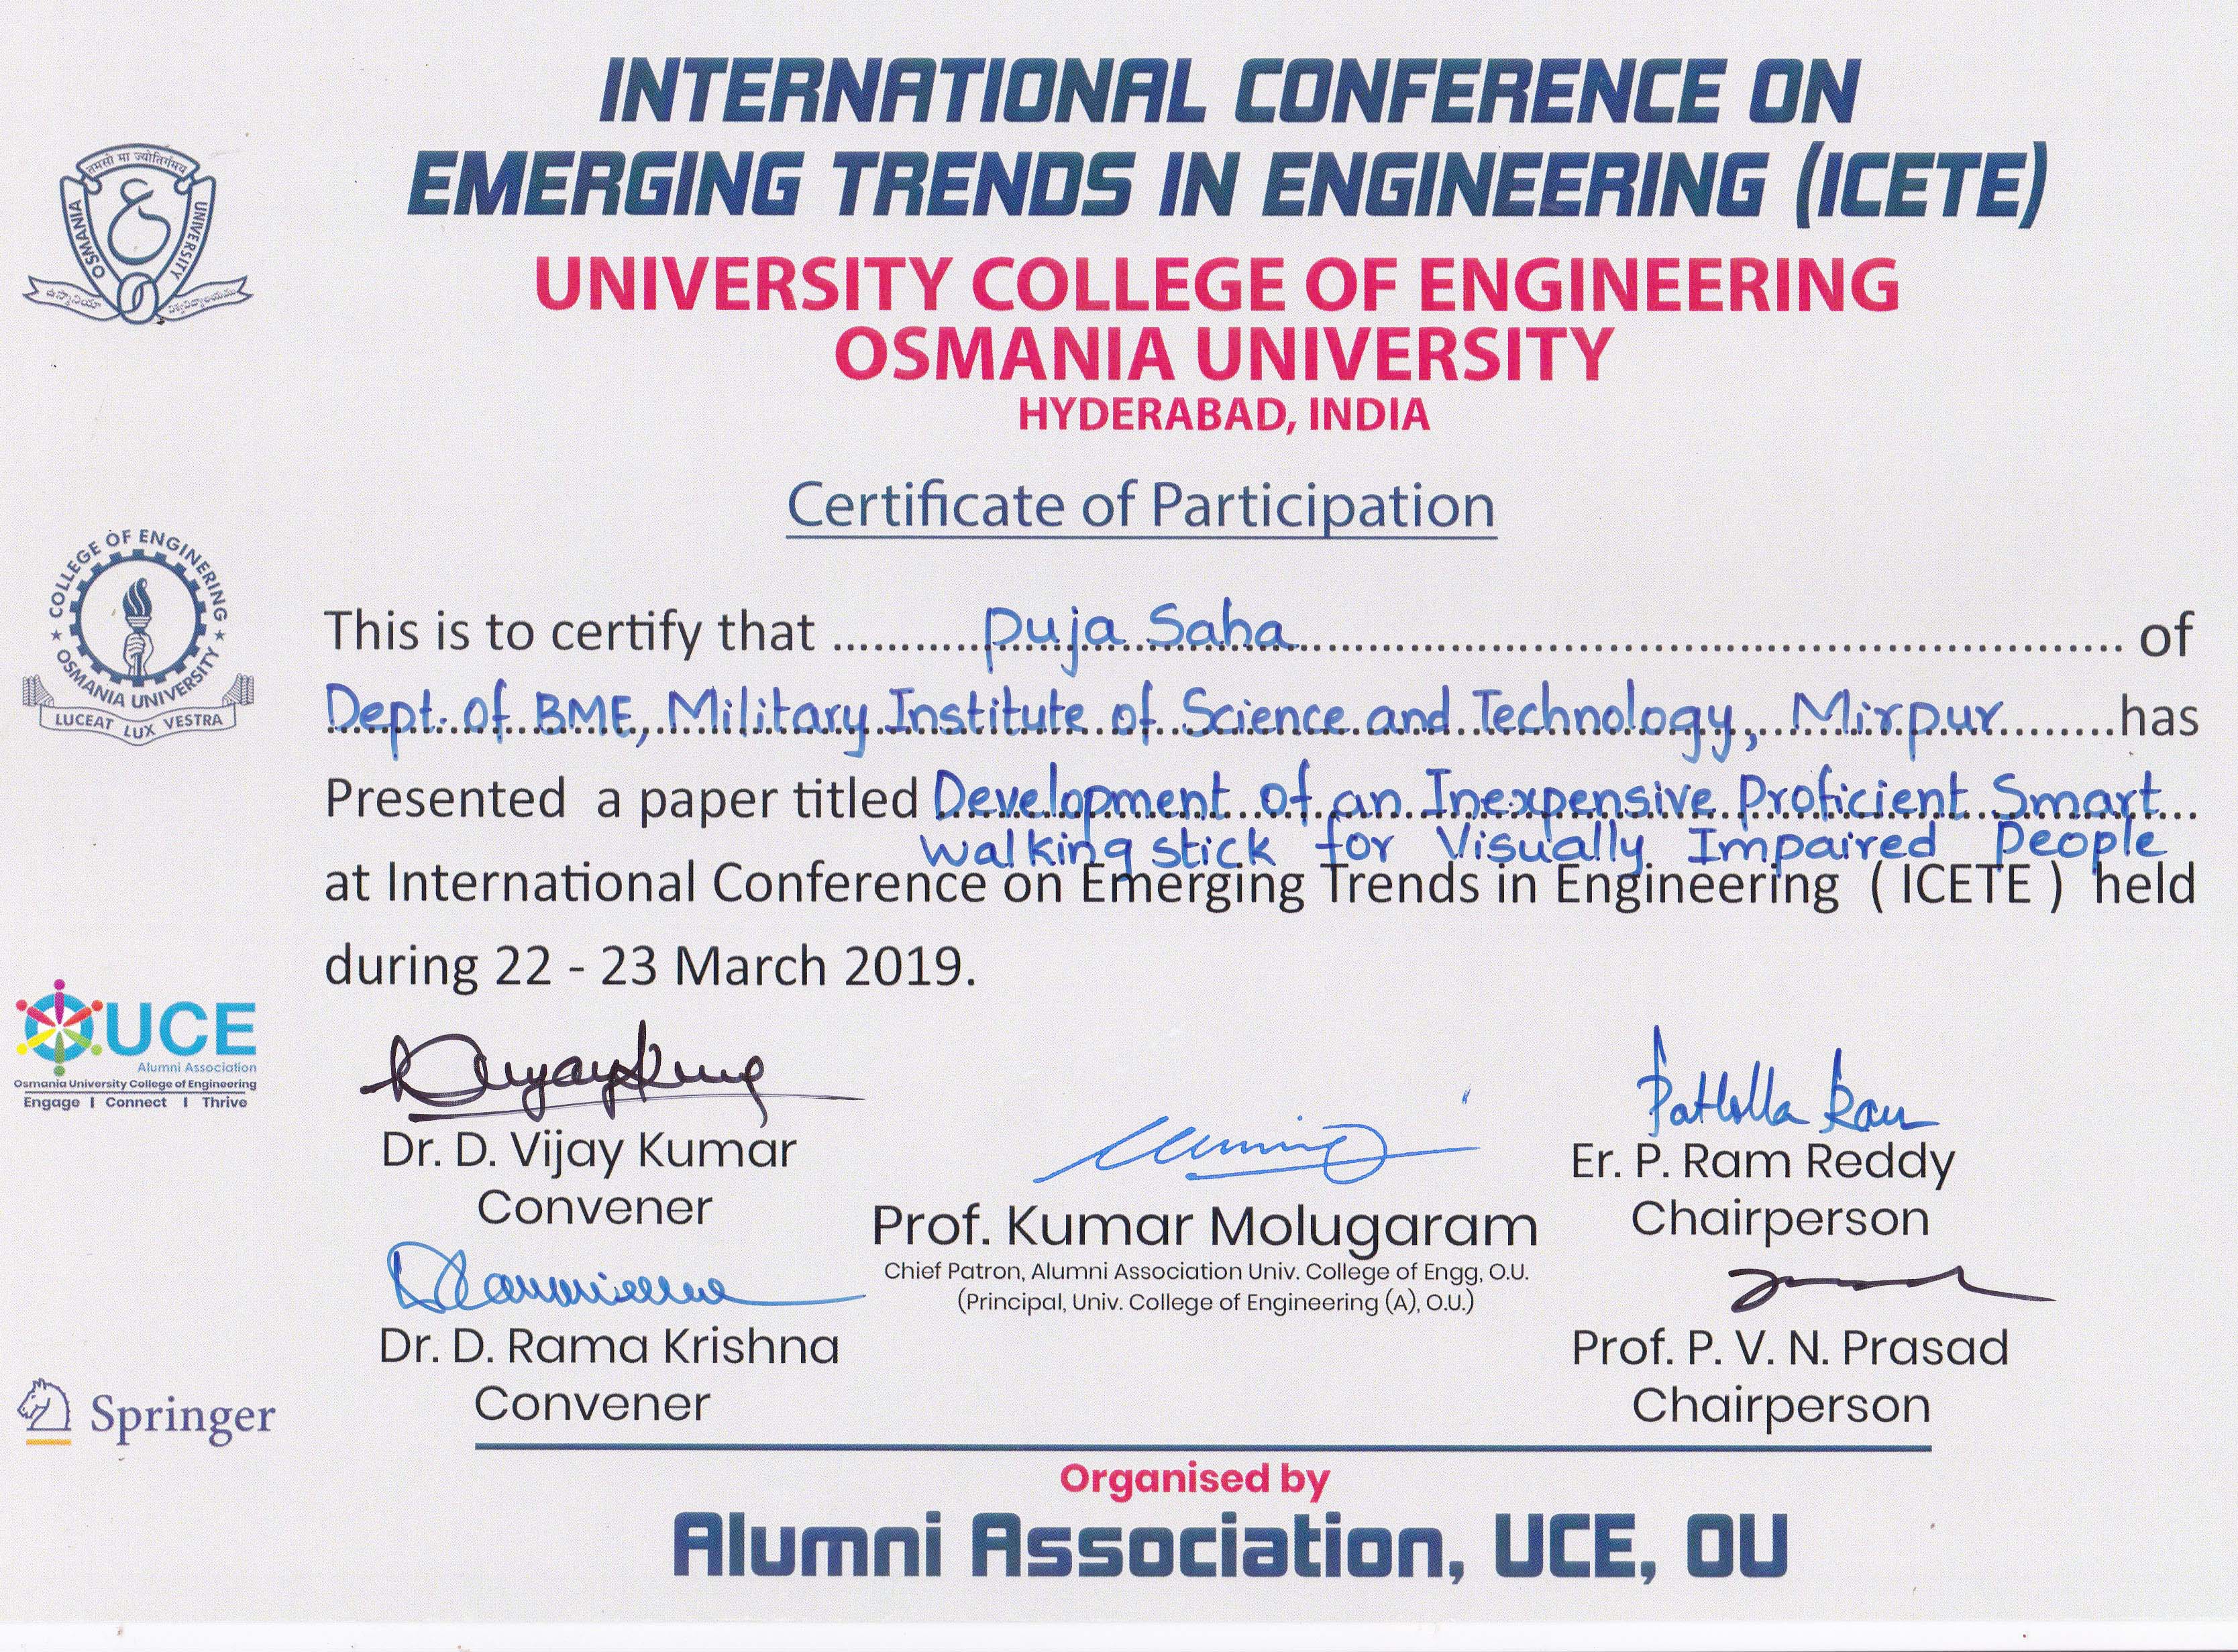 INTERNATIONAL CONFERENCE ON
EMERGING TRENDS IN ENGINEERING (ICETE)
UNIVERSITY COLLEGE OF ENGINEERING
OSMANIA UNIVERSITY
HYDERABAD, INDIA
तमसो मा ज्योतिर्गमय
OSMANIA UNIVERSITY
ఉస్మానియా విశ్వవిద్యాలయము
Certificate of Participation
COLLEGE OF ENGINEERING
★ OSMANIA UNIVERSITY ★
LUCEAT LUX VESTRA
This is to certify that Puja Saha of
Dept. Of BME, Military Institute of Science and Technology, Mirpur has
Presented a paper titled Development of an Inexpensive Proficient Smart
walking stick for Visually Impaired People
at International Conference on Emerging Trends in Engineering ( ICETE ) held
during 22 - 23 March 2019.
OUCE
Alumni Association
Osmania University College of Engineering
Engage | Connect | Thrive
Dr. D. Vijay Kumar
Convener
Pathella Ram
Er. P. Ram Reddy
Chairperson
Prof. Kumar Molugaram
Chief Patron, Alumni Association Univ. College of Engg, O.U.
(Principal, Univ. College of Engineering (A), O.U.)
Dr. D. Rama Krishna
Convener
Prof. P. V. N. Prasad
Chairperson
Springer
Organised by
Alumni Association, UCE, OU